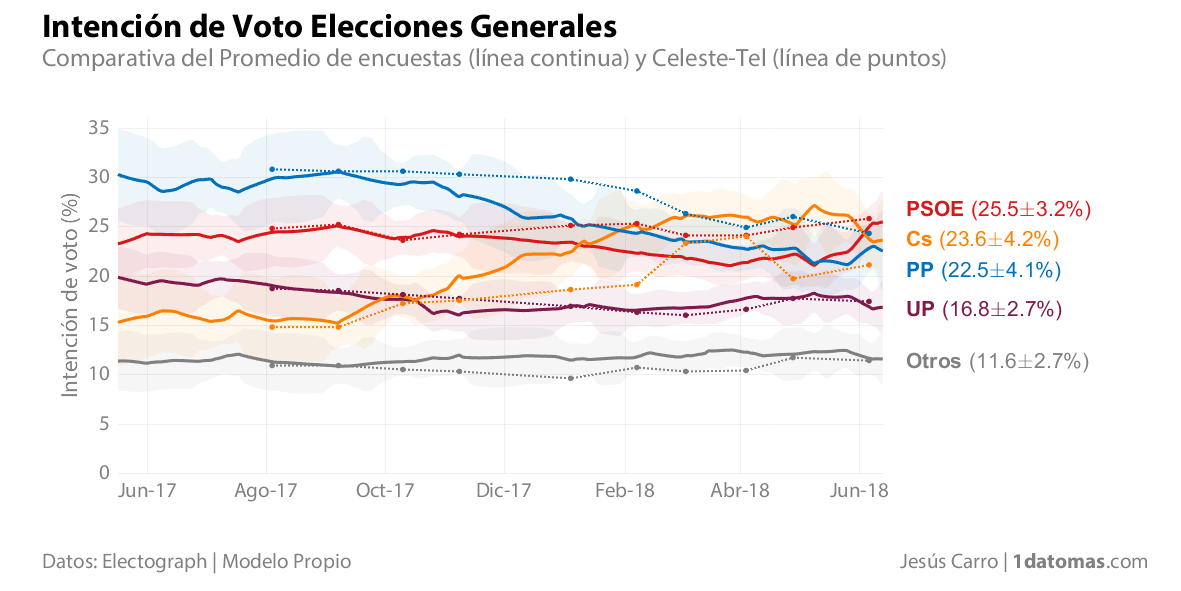 Intención de Voto Elecciones Generales
Comparativa del Promedio de encuestas (línea continua) y Celeste-Tel (línea de puntos)
Intención de voto (%)
35
30
25
20
15
10
5
0
Jun-17
Ago-17
Oct-17
Dic-17
Feb-18
Abr-18
Jun-18
PSOE (25.5±3.2%)
Cs (23.6±4.2%)
PP (22.5±4.1%)
UP (16.8±2.7%)
Otros (11.6±2.7%)
Datos: Electograph | Modelo Propio
Jesús Carro | 1datomas.com